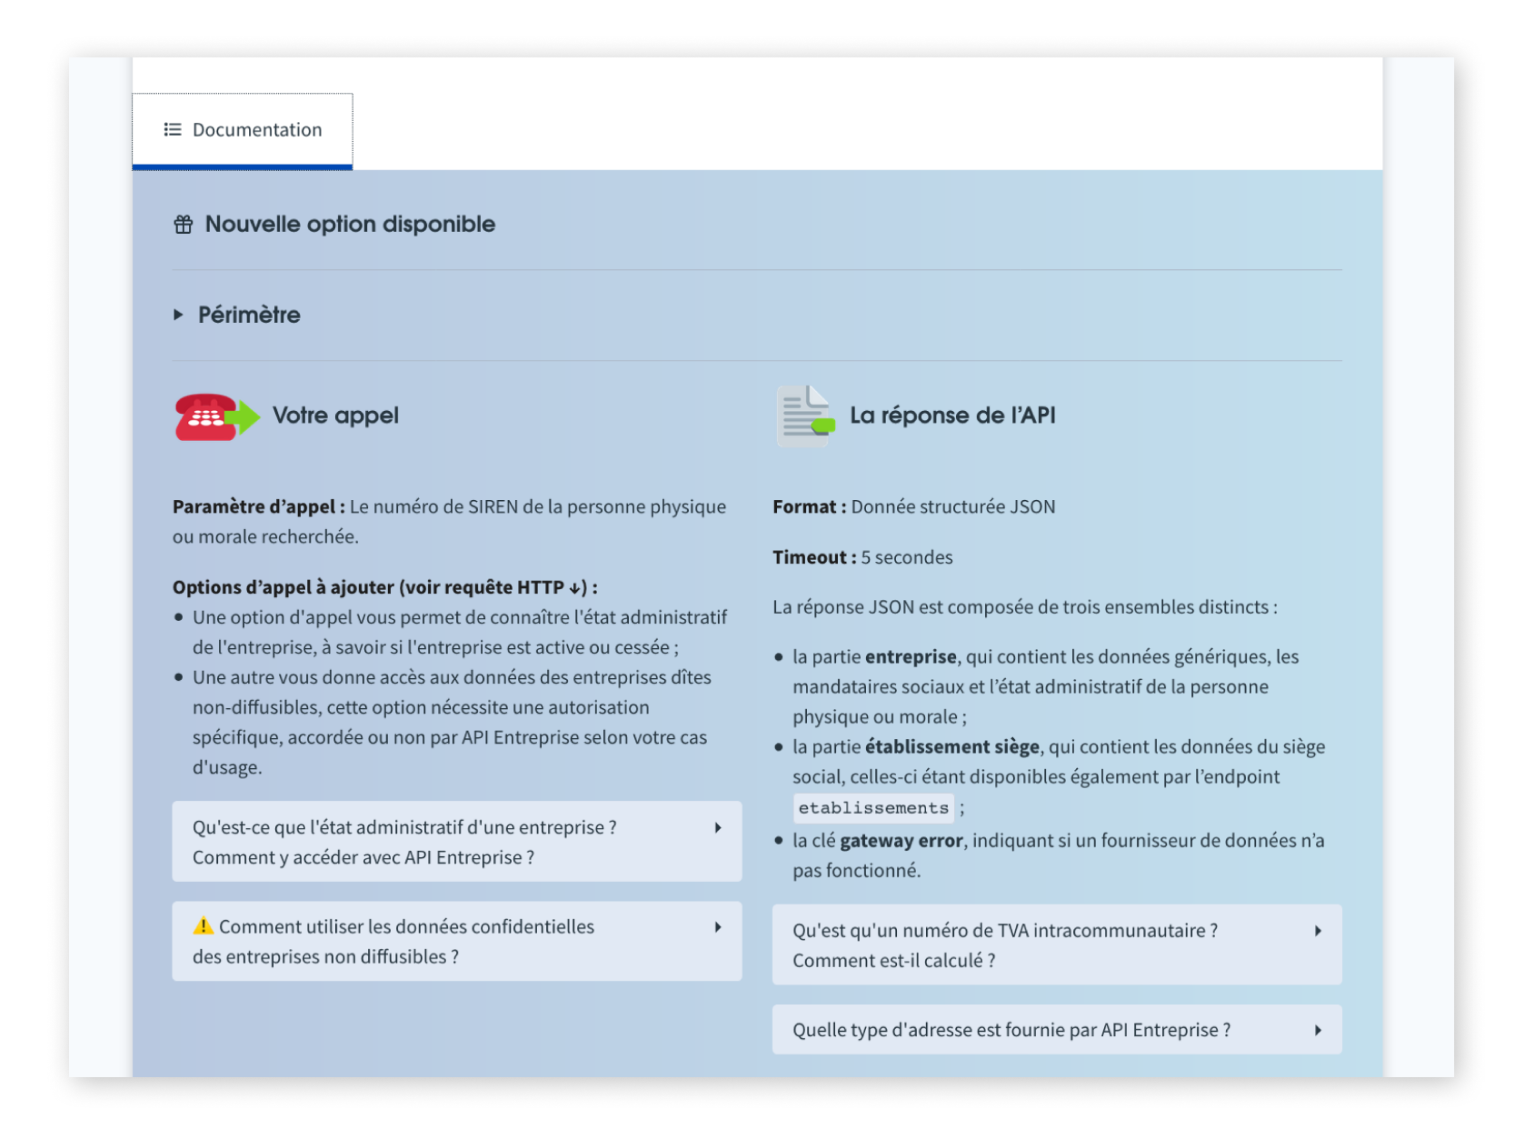 Documentation
Nouvelle option disponible
Périmètre
Votre appel
Paramètre d’appel : Le numéro de SIREN de la personne physique
ou morale recherchée.
Options d’appel à ajouter (voir requête HTTP ↓) :
• Une option d'appel vous permet de connaître l'état administratif
de l'entreprise, à savoir si l'entreprise est active ou cessée ;
• Une autre vous donne accès aux données des entreprises dîtes
non-diffusibles, cette option nécessite une autorisation
spécifique, accordée ou non par API Entreprise selon votre cas
d'usage.
Qu'est-ce que l'état administratif d'une entreprise ?
Comment y accéder avec API Entreprise ?
⚠ Comment utiliser les données confidentielles
des entreprises non diffusibles ?
La réponse de l’API
Format : Donnée structurée JSON
Timeout : 5 secondes
La réponse JSON est composée de trois ensembles distincts :
• la partie entreprise, qui contient les données génériques, les
mandataires sociaux et l’état administratif de la personne
physique ou morale ;
• la partie établissement siège, qui contient les données du siège
social, celles-ci étant disponibles également par l’endpoint
etablissements ;
• la clé gateway error, indiquant si un fournisseur de données n’a
pas fonctionné.
Qu'est qu'un numéro de TVA intracommunautaire ?
Comment est-il calculé ?
Quelle type d'adresse est fournie par API Entreprise ?